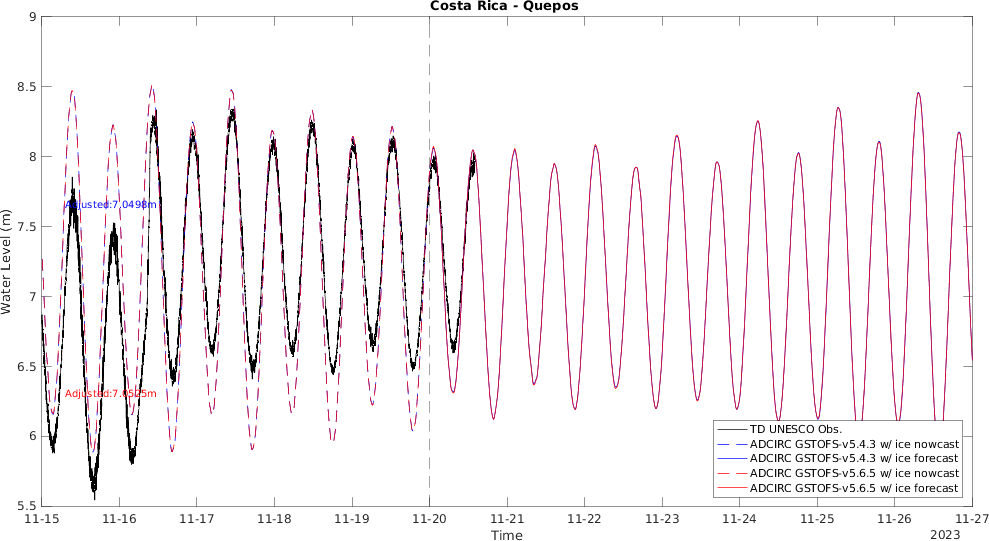 Costa Rica - Quepos
9
8.5
8
7.5
7
6.5
6
5.5
Water Level (m)
Adjusted:7.0498m
Adjusted:7.0525m
TD UNESCO Obs.
ADCIRC GSTOFS-v5.4.3 w/ ice nowcast
ADCIRC GSTOFS-v5.4.3 w/ ice forecast
ADCIRC GSTOFS-v5.6.5 w/ ice nowcast
ADCIRC GSTOFS-v5.6.5 w/ ice forecast
11-15 11-16 11-17 11-18 11-19 11-20 11-21 11-22 11-23 11-24 11-25 11-26 11-27
Time
2023